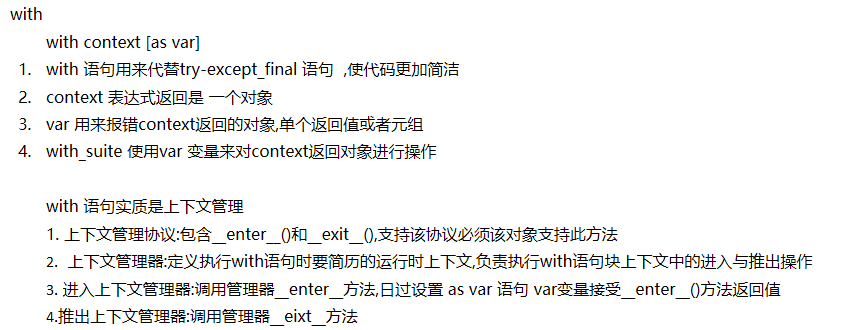 with
with context [as var]
1. with 语句用来代替try-except_final 语句 ,使代码更加简洁
2. context 表达式返回是 一个对象
3. var 用来报错context返回的对象,单个返回值或者元组
4. with_suite 使用var 变量来对context返回对象进行操作
with 语句实质是上下文管理
1. 上下文管理协议:包含__enter__()和__exit__(),支持该协议必须该对象支持此方法
2. 上下文管理器:定义执行with语句时要简历的运行时上下文,负责执行with语句块上下文中的进入与推出操作
3. 进入上下文管理器:调用管理器__enter__方法,日过设置 as var 语句 var变量接受__enter__()方法返回值
4.推出上下文管理器:调用管理器__eixt__方法